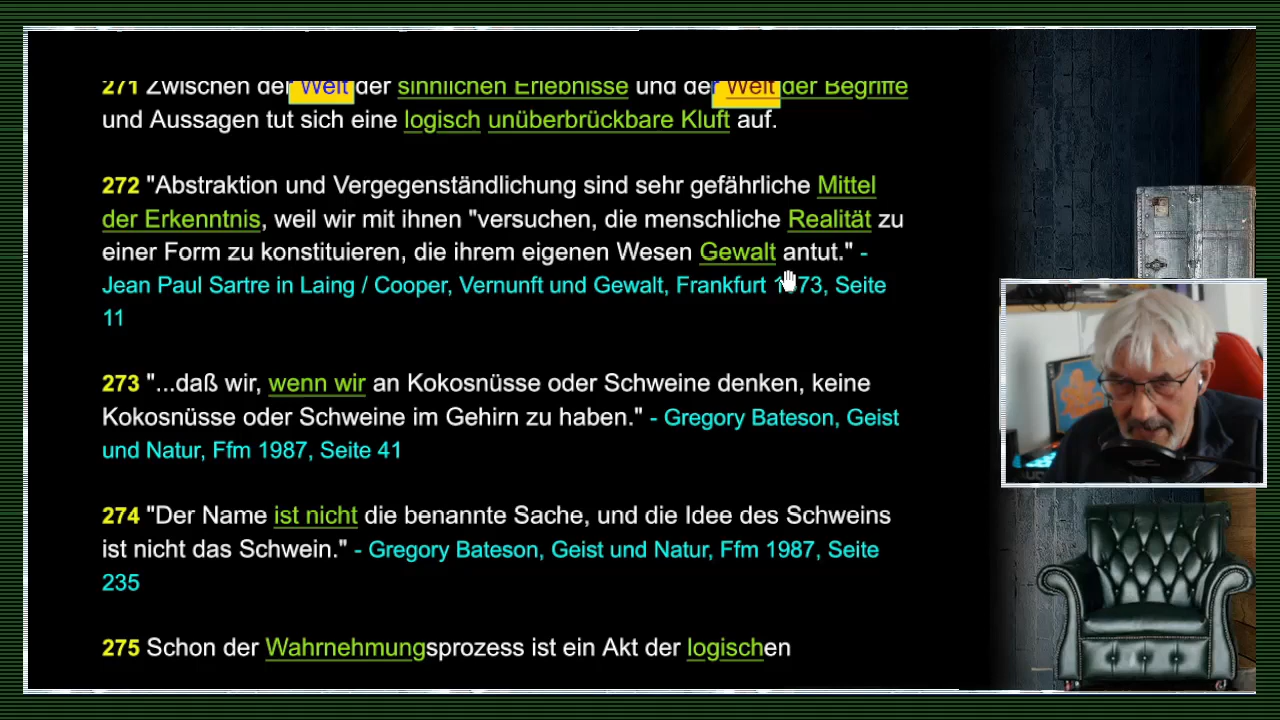 271 Zwischen der Welt der sinnlichen Erlebnisse und der Welt der Begriffe
und Aussagen tut sich eine logisch unüberbrückbare Kluft auf.
272 "Abstraktion und Vergegenständlichung sind sehr gefährliche Mittel
der Erkenntnis, weil wir mit ihnen "versuchen, die menschliche Realität zu
einer Form zu konstituieren, die ihrem eigenen Wesen Gewalt antut." -
Jean Paul Sartre in Laing / Cooper, Vernunft und Gewalt, Frankfurt 1973, Seite
11
273 "...daß wir, wenn wir an Kokosnüsse oder Schweine denken, keine
Kokosnüsse oder Schweine im Gehirn zu haben." - Gregory Bateson, Geist
und Natur, Ffm 1987, Seite 41
274 "Der Name ist nicht die benannte Sache, und die Idee des Schweins
ist nicht das Schwein." - Gregory Bateson, Geist und Natur, Ffm 1987, Seite
235
275 Schon der Wahrnehmungsprozess ist ein Akt der logischen